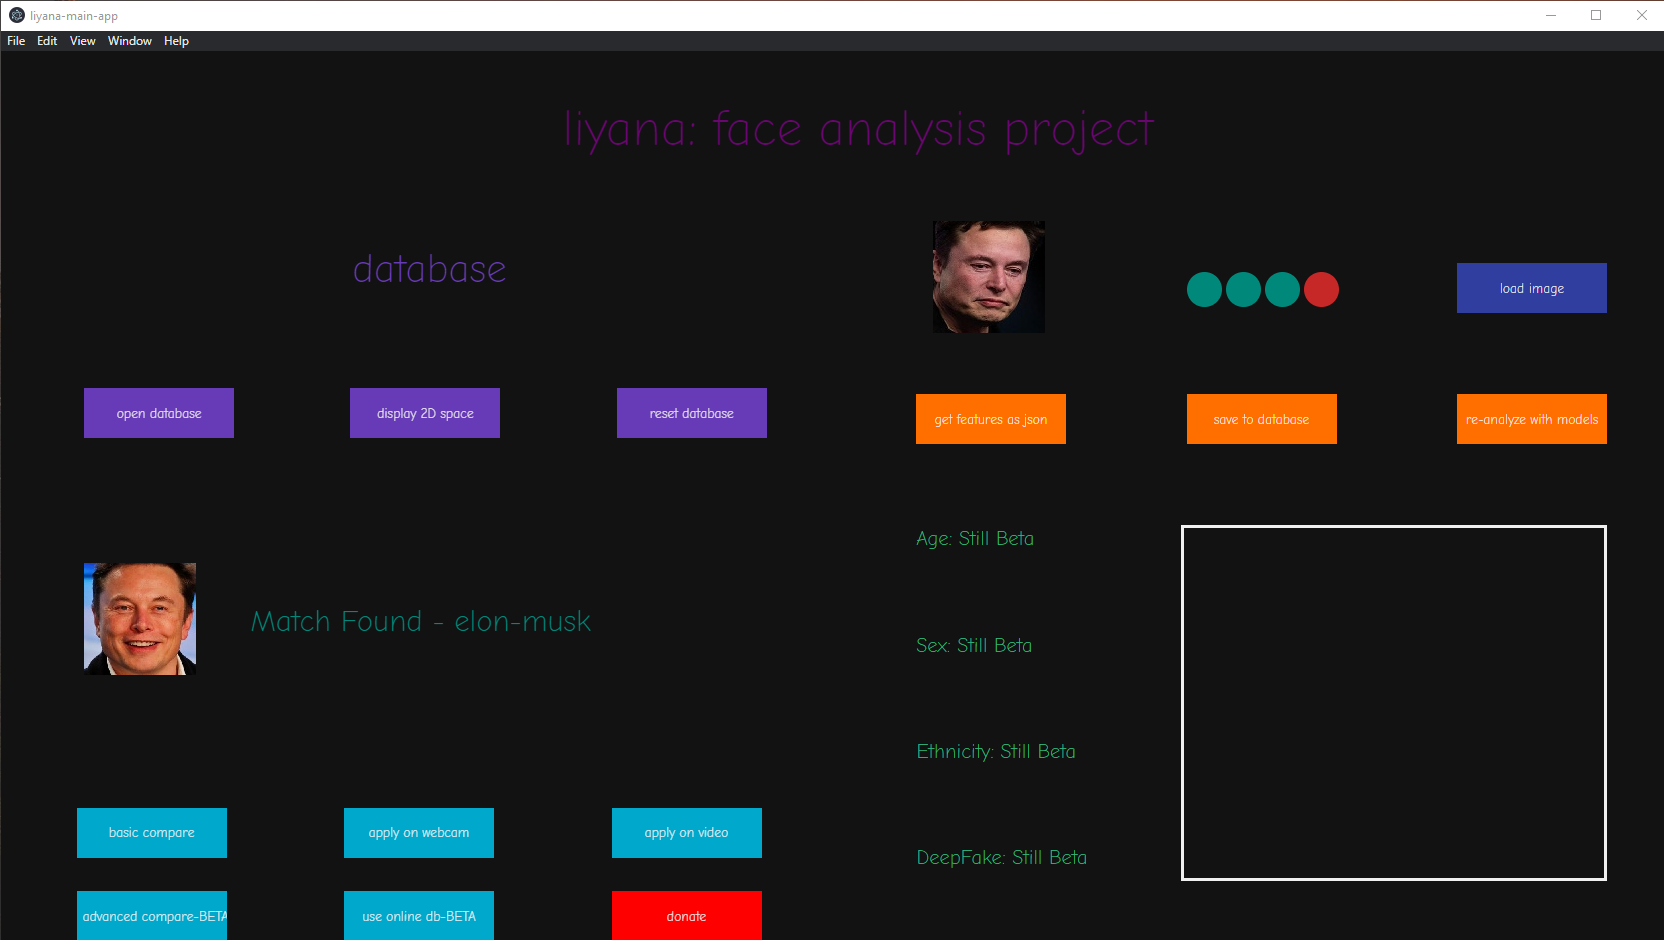 liyana-main-app
File Edit View Window Help
liyana: face analysis project
database
load image
open database
display 2D space
reset database
get features as json
save to database
re-analyze with models
Match Found - elon-musk
Age: Still Beta
Sex: Still Beta
Ethnicity: Still Beta
DeepFake: Still Beta
basic compare
apply on webcam
apply on video
advanced compare-BETA
use online db-BETA
donate